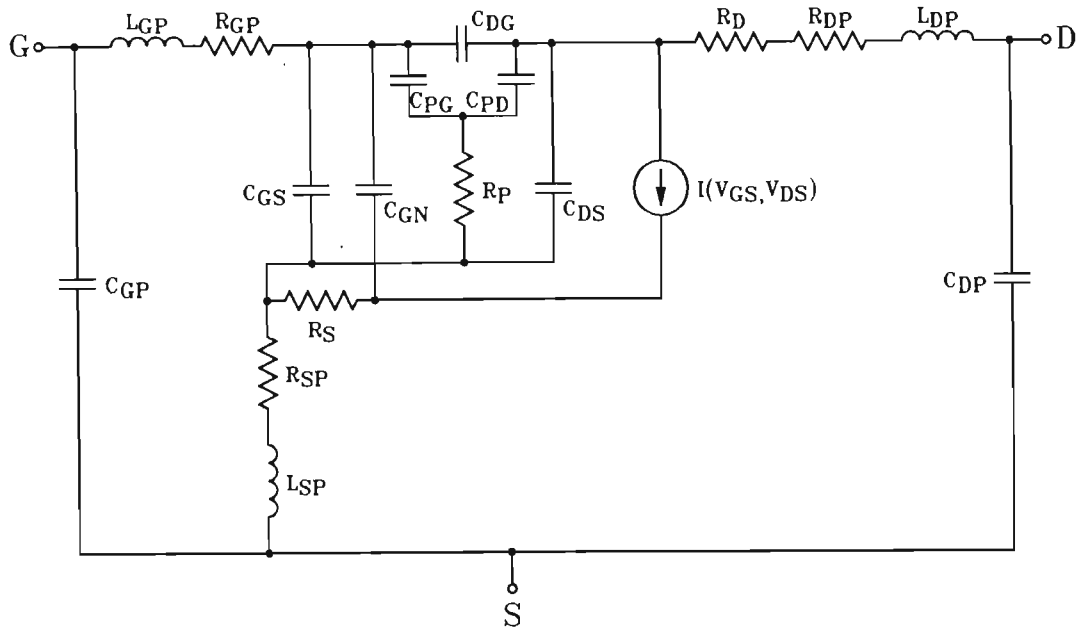 G
LGP
RGP
CDG
RD
RDP
LDP
D
CPG
CPD
CGS
CGN
RP
CDS
I(VGS,VDS)
CGP
RS
CDP
RSP
LSP
S